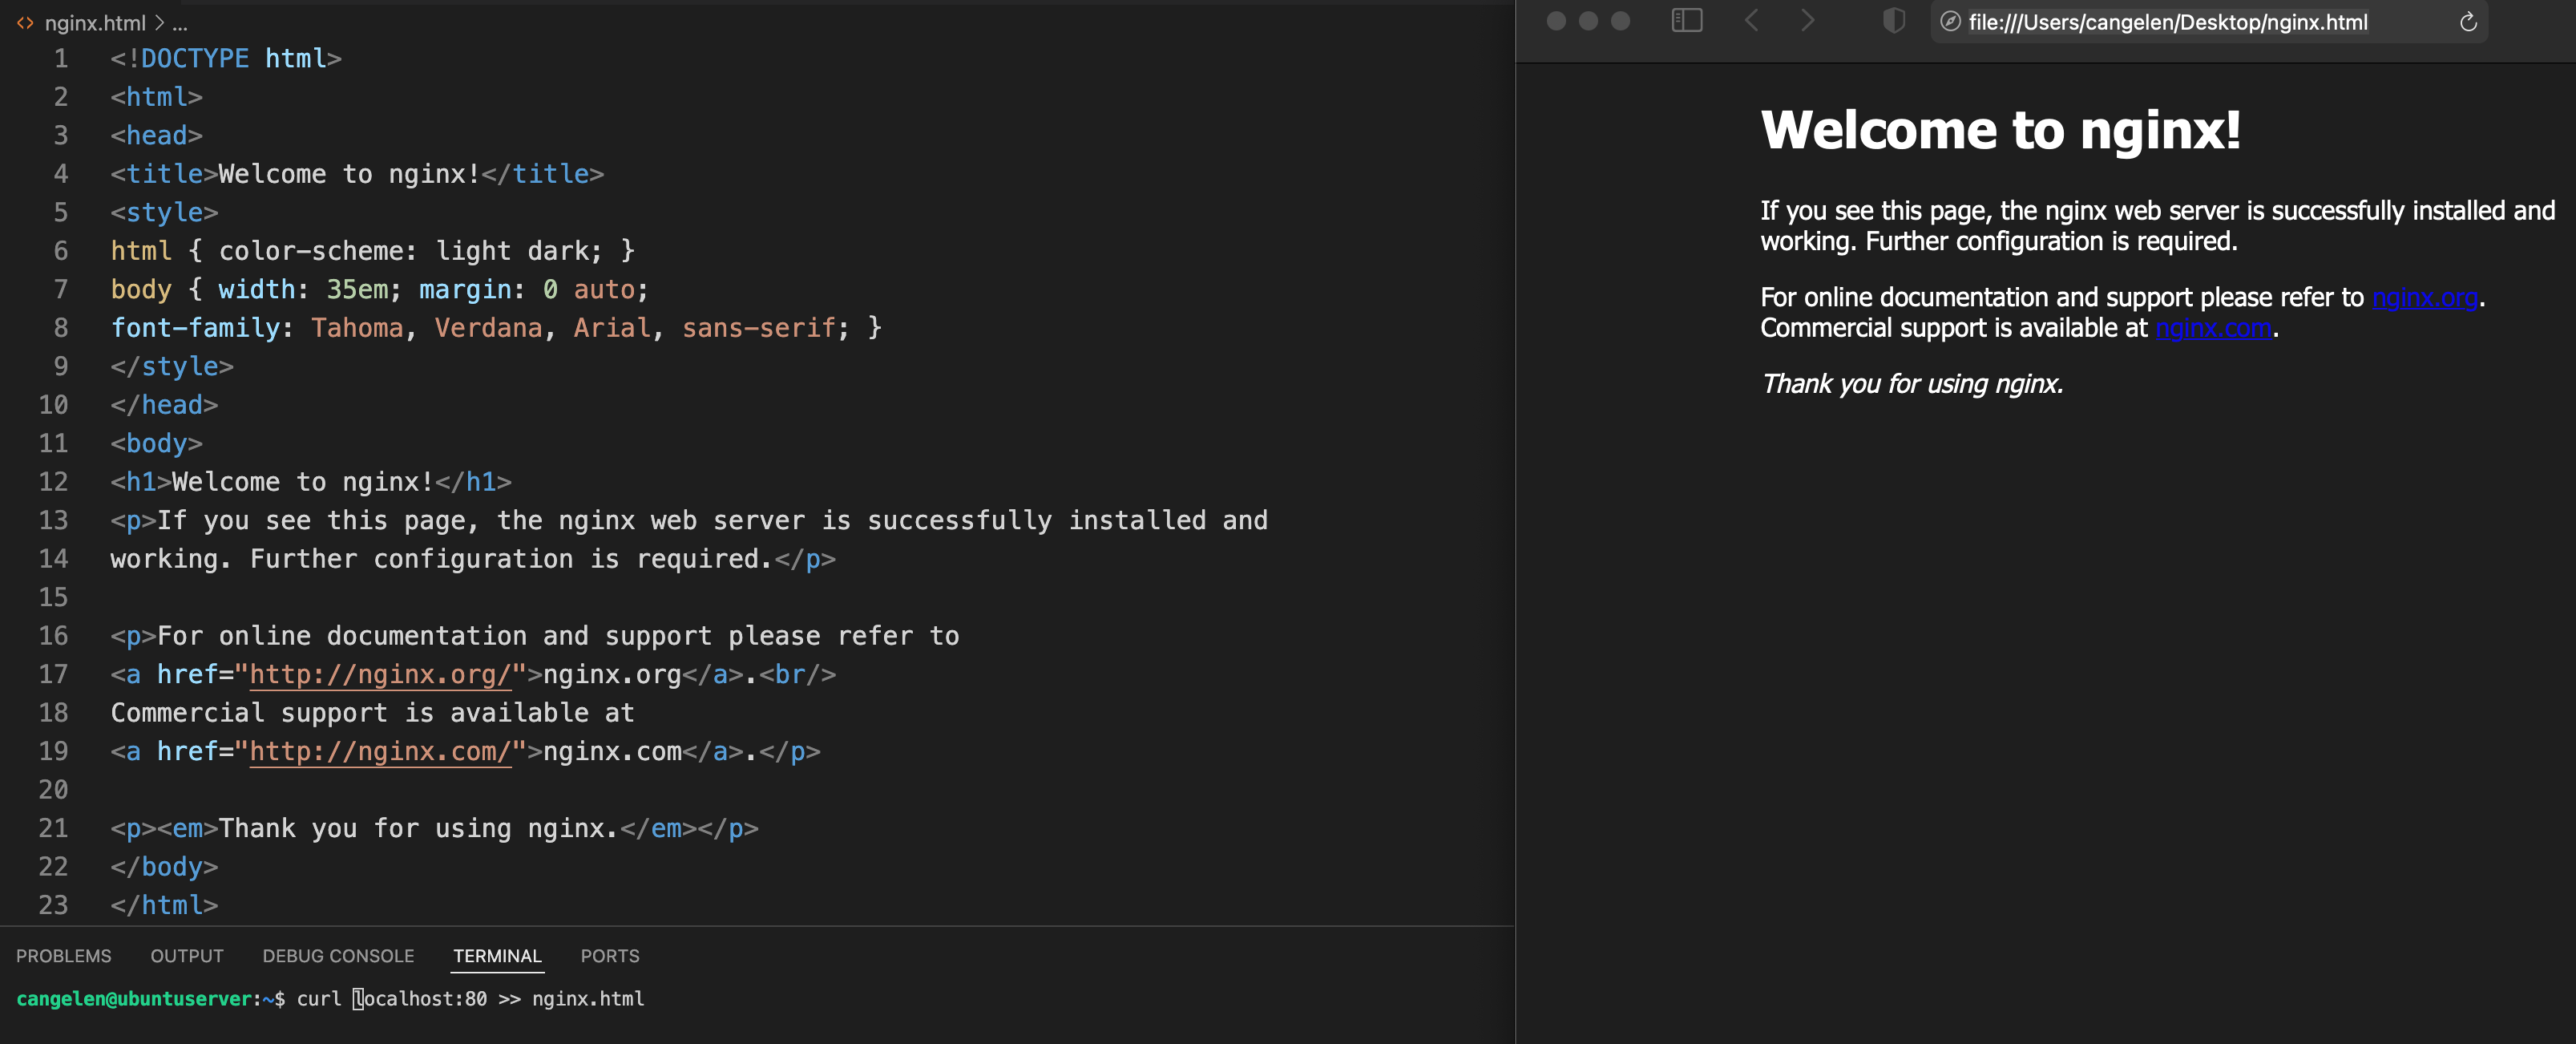 nginx.html > ...
1 <!DOCTYPE html>
2 <html>
3 <head>
4 <title>Welcome to nginx!</title>
5 <style>
6 html { color-scheme: light dark; }
7 body { width: 35em; margin: 0 auto;
8 font-family: Tahoma, Verdana, Arial, sans-serif; }
9 </style>
10 </head>
11 <body>
12 <h1>Welcome to nginx!</h1>
13 <p>If you see this page, the nginx web server is successfully installed and
14 working. Further configuration is required.</p>
15
16 <p>For online documentation and support please refer to
17 <a href="http://nginx.org/">nginx.org</a>.<br/>
18 Commercial support is available at
19 <a href="http://nginx.com/">nginx.com</a>.</p>
20
21 <p><em>Thank you for using nginx.</em></p>
22 </body>
23 </html>
PROBLEMS OUTPUT DEBUG CONSOLE TERMINAL PORTS
cangelen@ubuntuserver:~$ curl localhost:80 >> nginx.html
file:///Users/cangelen/Desktop/nginx.html
Welcome to nginx!
If you see this page, the nginx web server is successfully installed and
working. Further configuration is required.
For online documentation and support please refer to nginx.org.
Commercial support is available at nginx.com.
Thank you for using nginx.